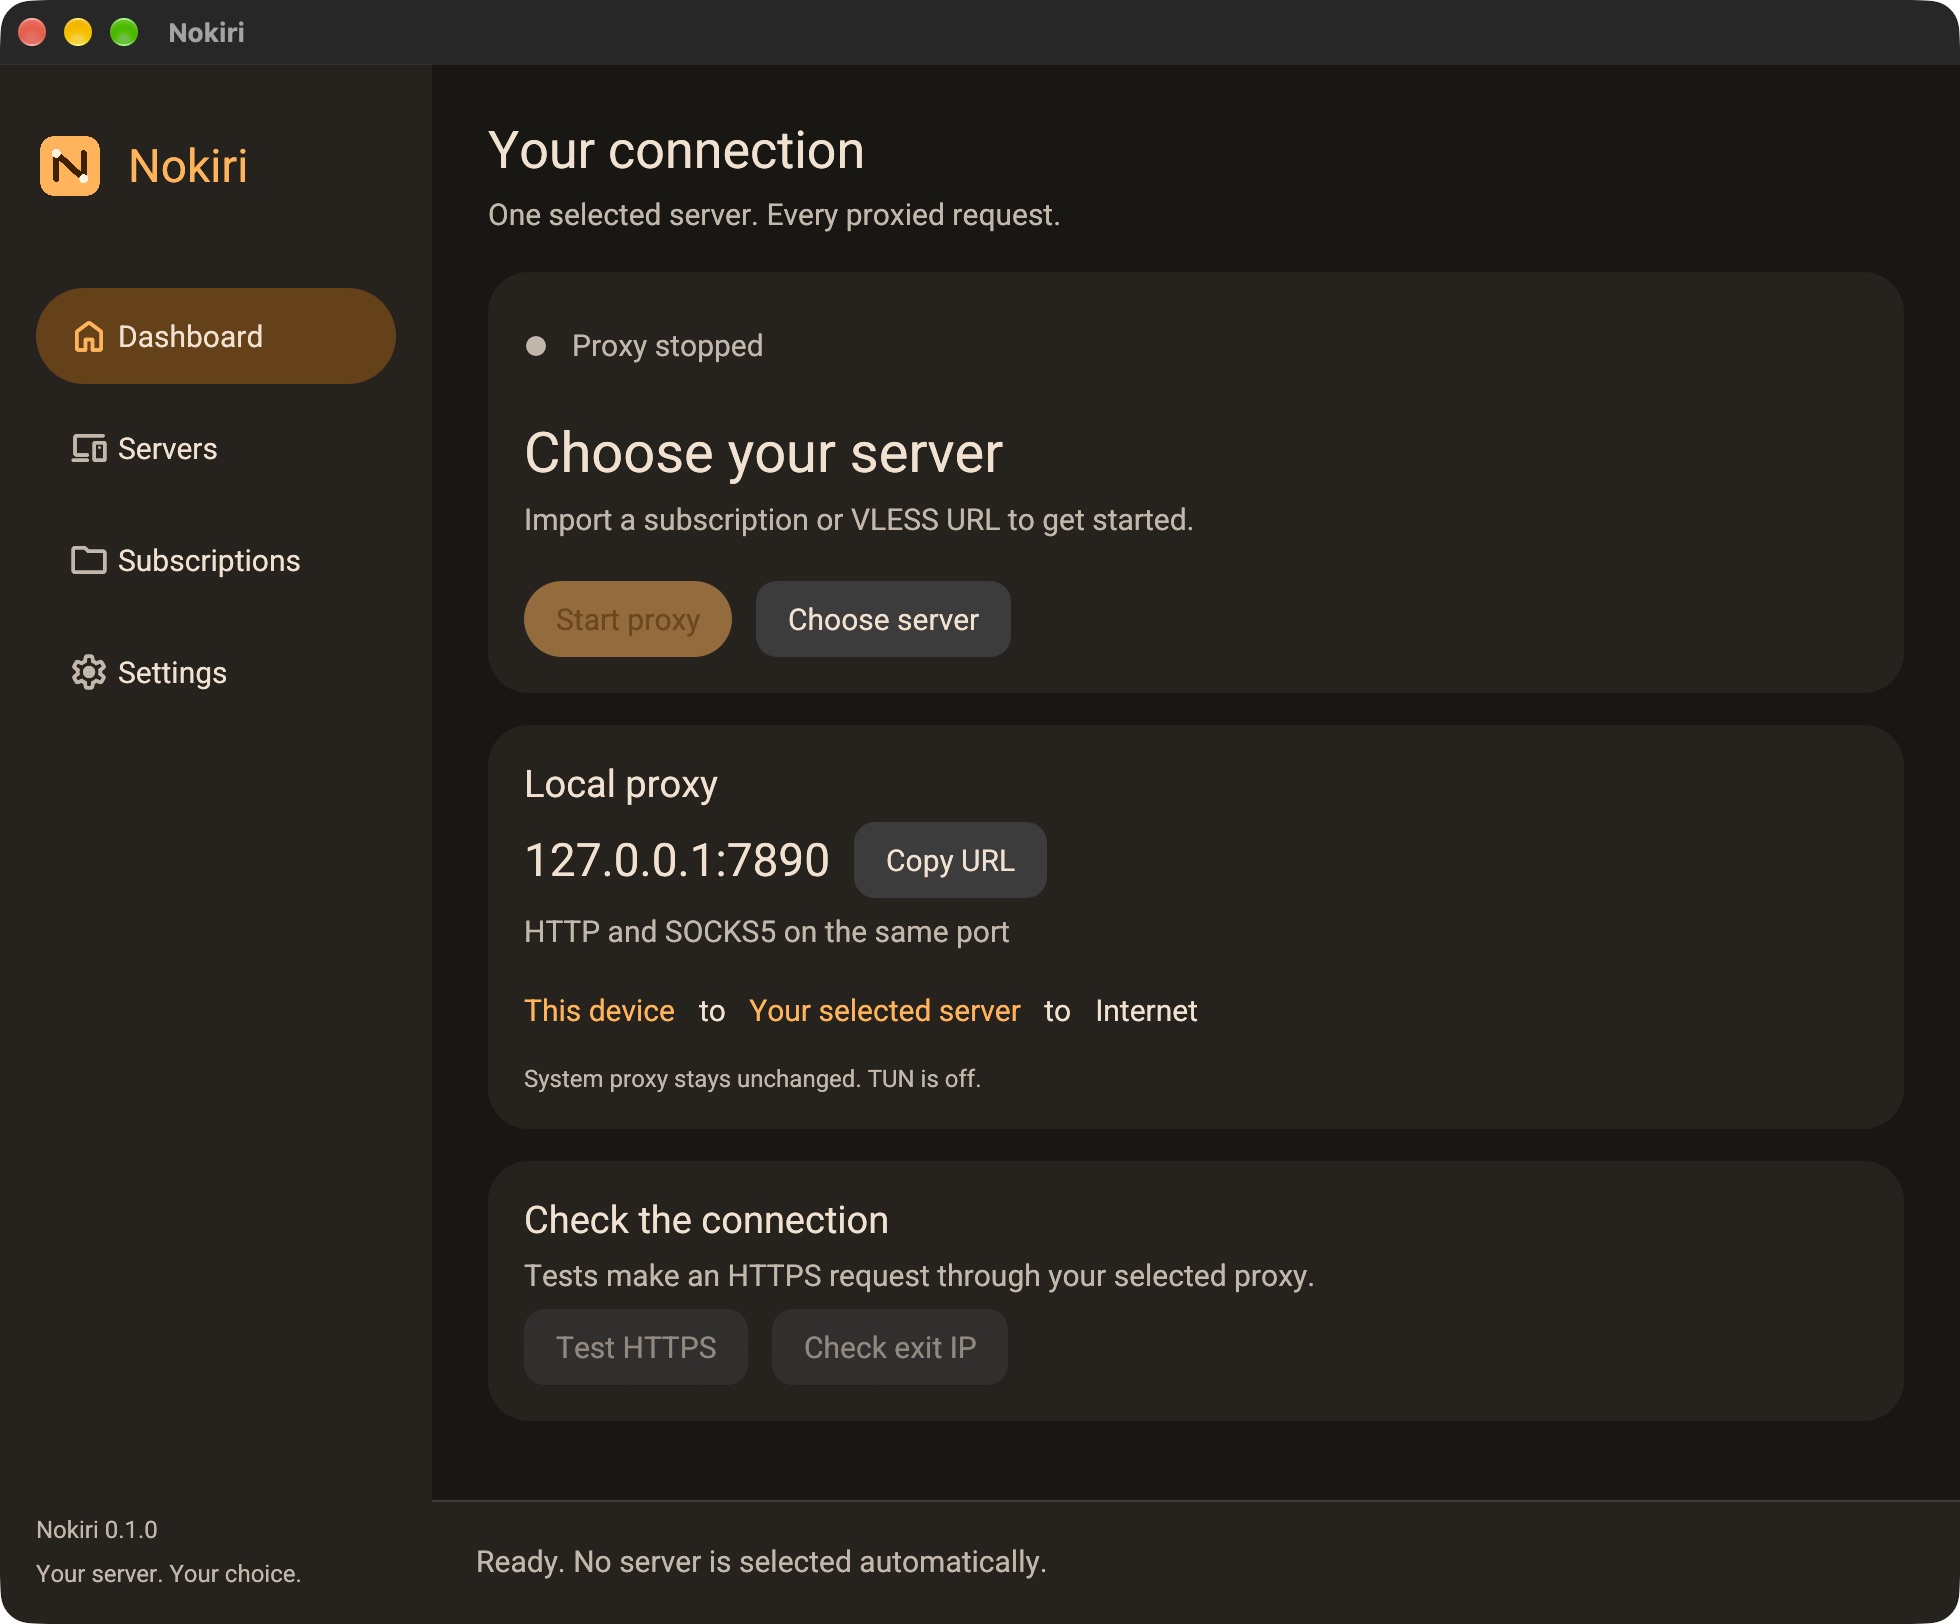 Nokiri
Nokiri
Dashboard
Servers
Subscriptions
Settings
Nokiri 0.1.0
Your server. Your choice.
Your connection
One selected server. Every proxied request.
Proxy stopped
Choose your server
Import a subscription or VLESS URL to get started.
Start proxy Choose server
Local proxy
127.0.0.1:7890 Copy URL
HTTP and SOCKS5 on the same port
This device to Your selected server to Internet
System proxy stays unchanged. TUN is off.
Check the connection
Tests make an HTTPS request through your selected proxy.
Test HTTPS Check exit IP
Ready. No server is selected automatically.